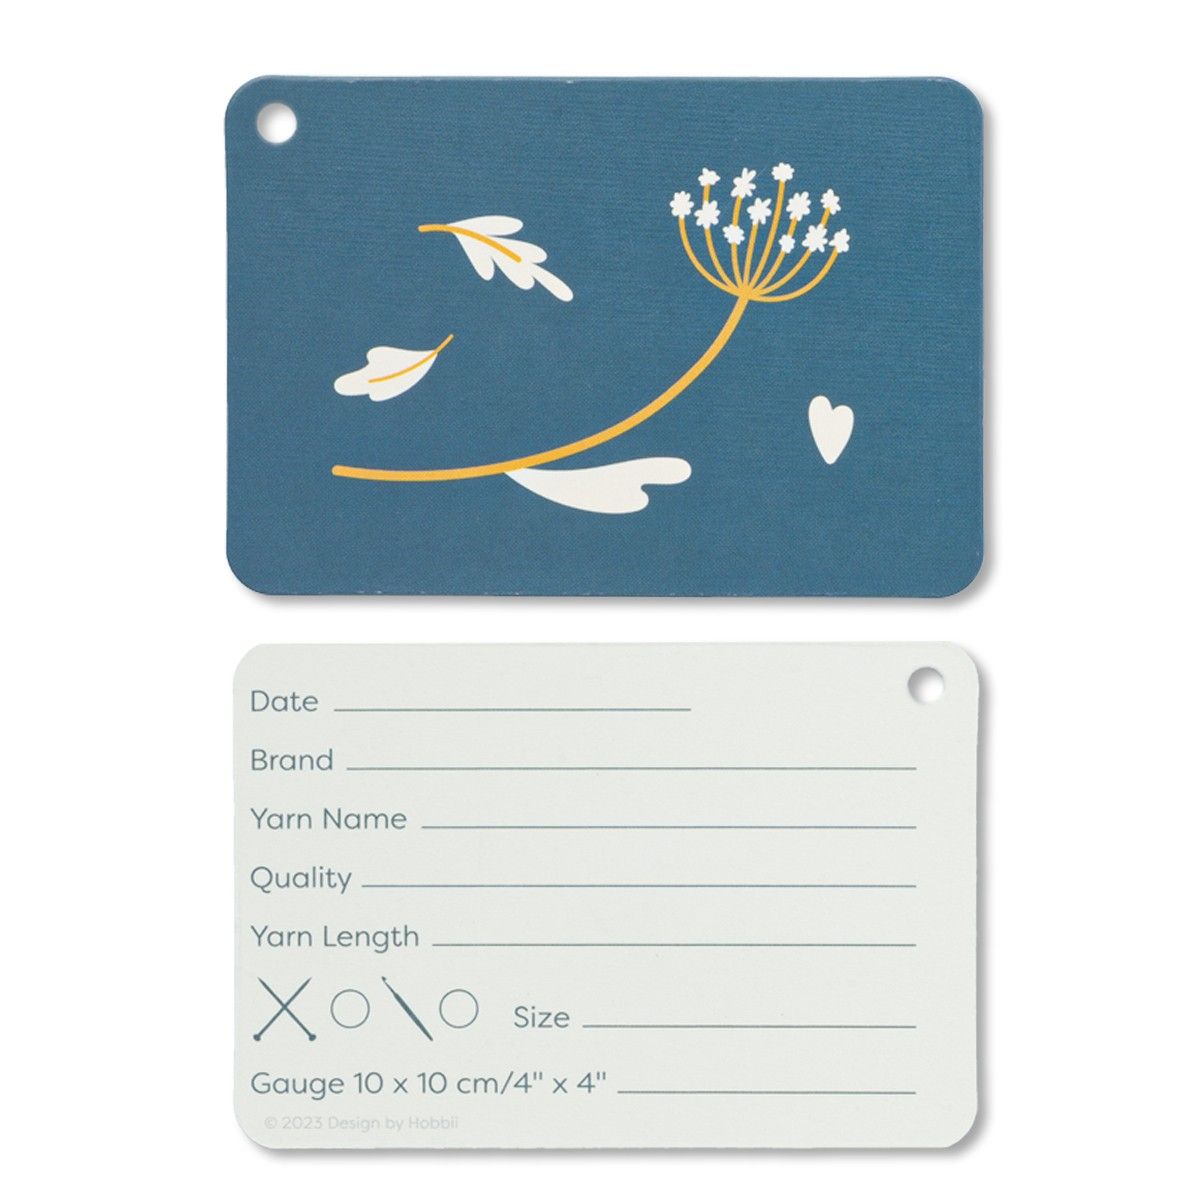 Date
Brand
Yarn Name
Quality
Yarn Length
Size
Gauge 10 x 10 cm/4" x 4"
© 2023 Design by Hobbii